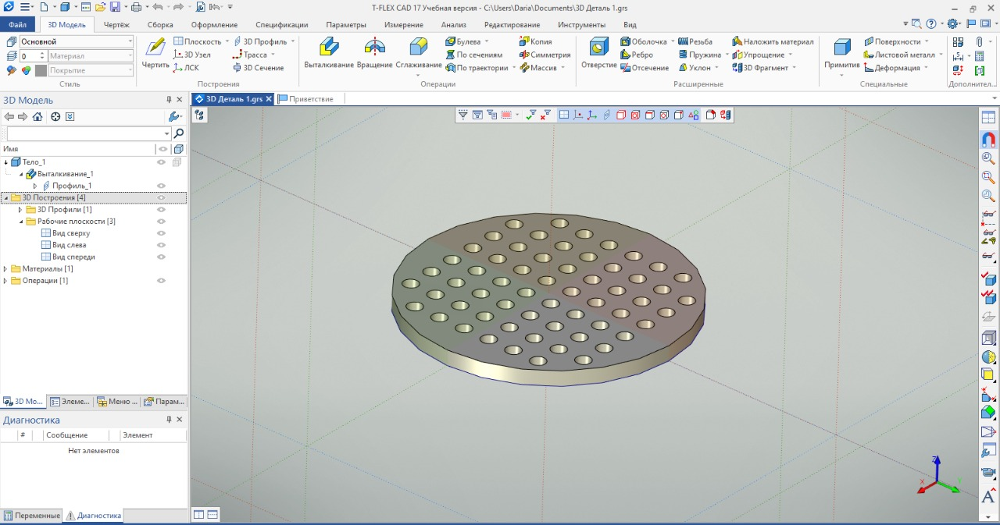 T-FLEX CAD 17 Учебная версия - C:\Users\Daria\Documents\3D Деталь 1.grs
Файл 3D Модель Чертёж Сборка Оформление Спецификации Параметры Измерение Анализ Редактирование Инструменты Вид
Основной
0 Материал
Покрытие
Стиль
Чертить
Плоскость
3D Узел
ЛСК
3D Профиль
Трасса
3D Сечение
Построения
Выталкивание
Вращение
Сглаживание
Булева
По сечениям
По траектории
Копия
Симметрия
Массив
Операции
Отверстие
Оболочка
Ребро
Отсечение
Резьба
Пружина
Уклон
Наложить материал
Упрощение
3D Фрагмент
Расширенные
Примитив
Поверхности
Листовой металл
Деформация
Специальные
Дополнител...
3D Модель
Имя
Тело_1
Выталкивание_1
Профиль_1
3D Построения [4]
3D Профили [1]
Рабочие плоскости [3]
Вид сверху
Вид слева
Вид спереди
Материалы [1]
Операции [1]
3D Мо... Элеме... Меню ... Парам...
Диагностика
# Сообщение Элемент
Нет элементов
Переменные Диагностика
3D Деталь 1.grs Приветствие
Z
X
Y